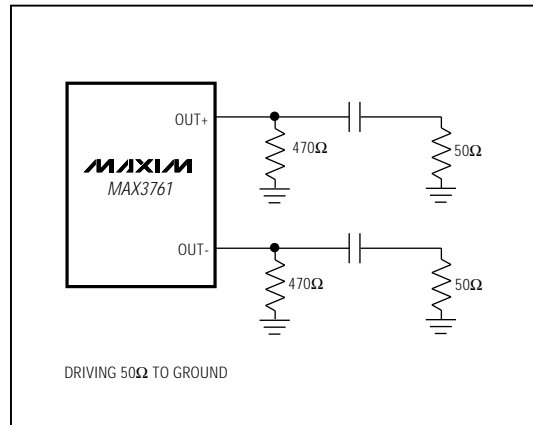 OUT+
470Ω
50Ω
MAXIM
MAX3761
OUT-
470Ω
50Ω
DRIVING 50Ω TO GROUND